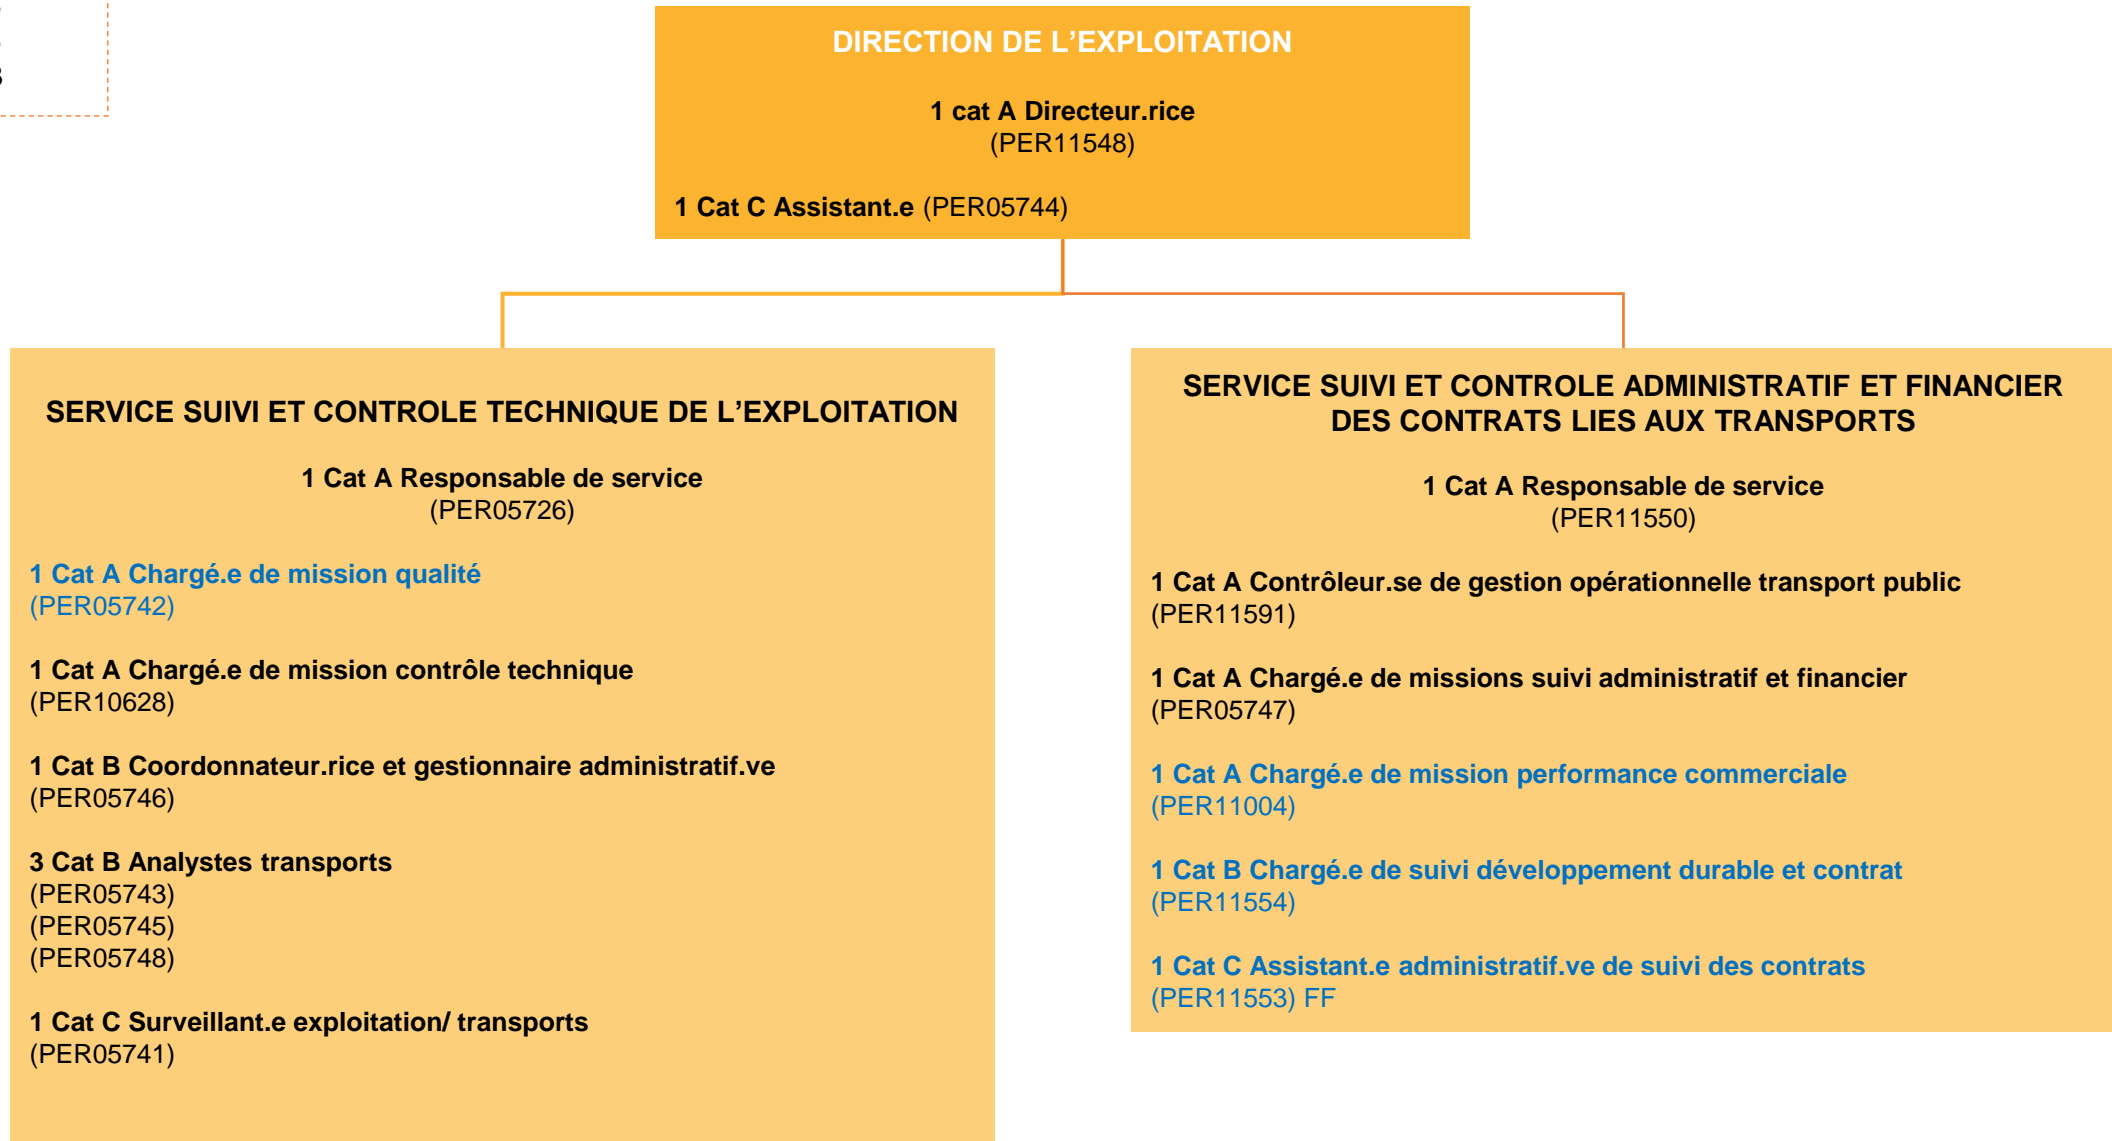 DIRECTION DE L’EXPLOITATION
1 cat A Directeur.rice
(PER11548)
1 Cat C Assistant.e (PER05744)
SERVICE SUIVI ET CONTROLE TECHNIQUE DE L’EXPLOITATION
1 Cat A Responsable de service
(PER05726)
1 Cat A Chargé.e de mission qualité
(PER05742)
1 Cat A Chargé.e de mission contrôle technique
(PER10628)
1 Cat B Coordonnateur.rice et gestionnaire administratif.ve
(PER05746)
3 Cat B Analystes transports
(PER05743)
(PER05745)
(PER05748)
1 Cat C Surveillant.e exploitation/ transports
(PER05741)
SERVICE SUIVI ET CONTROLE ADMINISTRATIF ET FINANCIER
DES CONTRATS LIES AUX TRANSPORTS
1 Cat A Responsable de service
(PER11550)
1 Cat A Contrôleur.se de gestion opérationnelle transport public
(PER11591)
1 Cat A Chargé.e de missions suivi administratif et financier
(PER05747)
1 Cat A Chargé.e de mission performance commerciale
(PER11004)
1 Cat B Chargé.e de suivi développement durable et contrat
(PER11554)
1 Cat C Assistant.e administratif.ve de suivi des contrats
(PER11553) FF